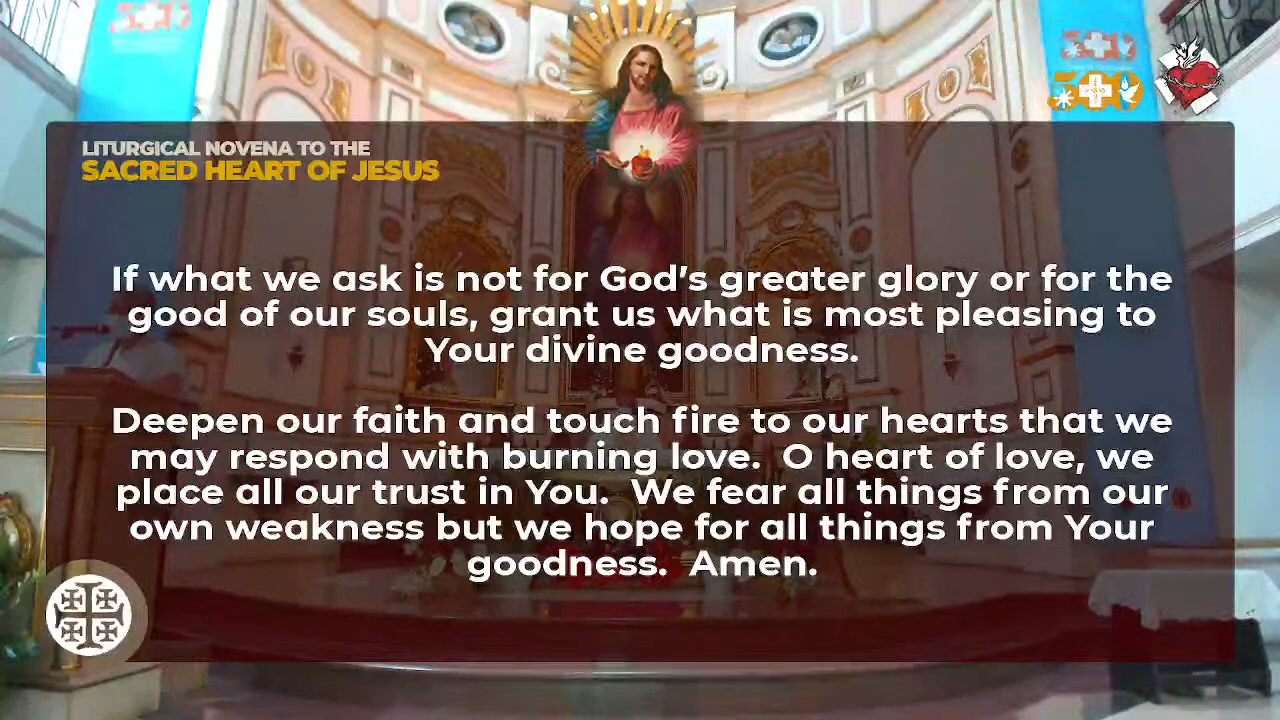 LITURGICAL NOVENA TO THE
SACRED HEART OF JESUS
500
If what we ask is not for God's greater glory or for the
good of our souls, grant us what is most pleasing to
Your divine goodness.
Deepen our faith and touch fire to our hearts that we
may respond with burning love. O heart of love, we
place all our trust in You. We fear all things from our
own weakness but we hope for all things from Your
goodness. Amen.